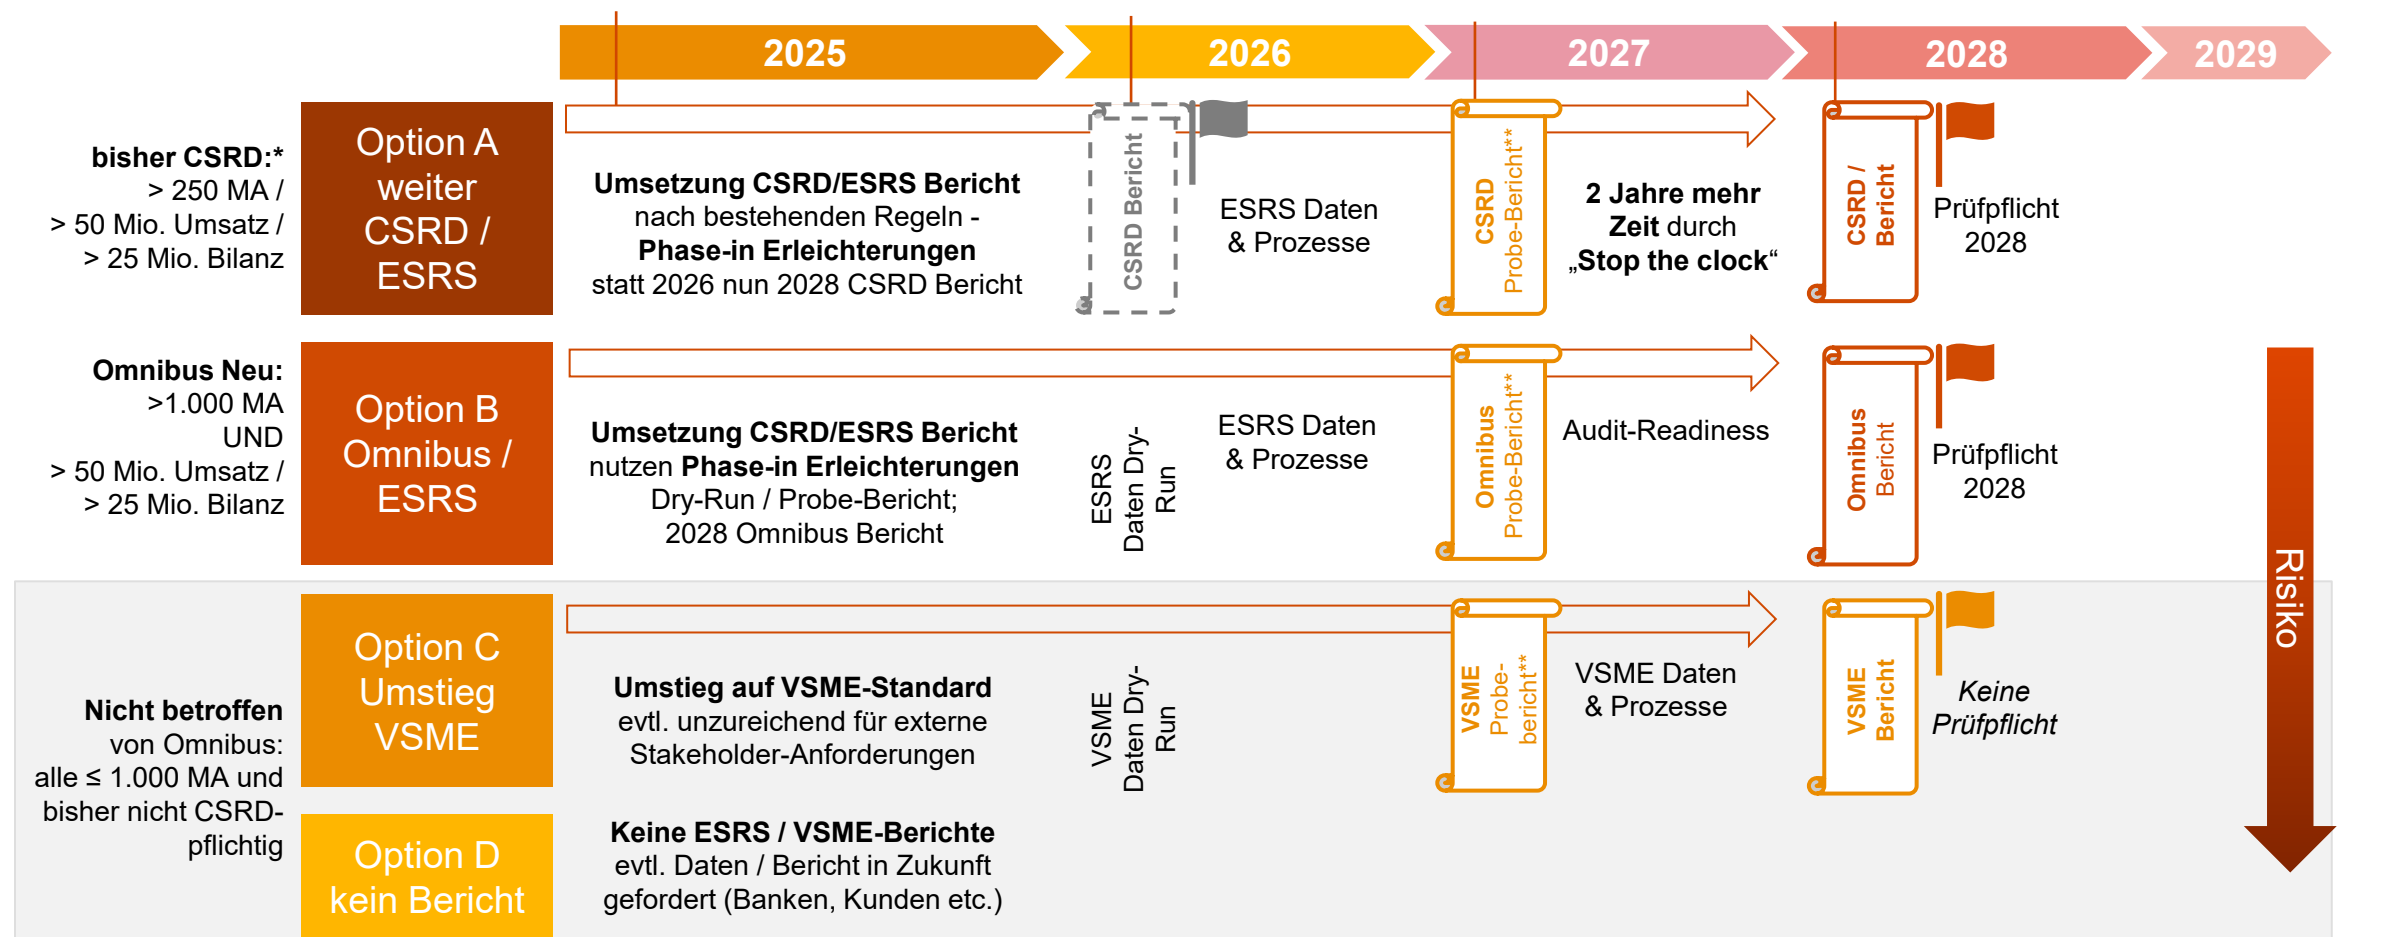 2025
2026
2027
2028
2029
bisher CSRD:*
> 250 MA /
> 50 Mio. Umsatz /
> 25 Mio. Bilanz
Option A
weiter
CSRD /
ESRS
Umsetzung CSRD/ESRS Bericht
nach bestehenden Regeln -
Phase-in Erleichterungen
statt 2026 nun 2028 CSRD Bericht
CSRD Bericht
ESRS Daten
& Prozesse
CSRD
Probe-Bericht**
2 Jahre mehr
Zeit durch
„Stop the clock“
CSRD /
Bericht
Prüfpflicht
2028
Omnibus Neu:
>1.000 MA
UND
> 50 Mio. Umsatz /
> 25 Mio. Bilanz
Option B
Omnibus /
ESRS
Umsetzung CSRD/ESRS Bericht
nutzen Phase-in Erleichterungen
Dry-Run / Probe-Bericht;
2028 Omnibus Bericht
ESRS
Daten Dry-
Run
ESRS Daten
& Prozesse
Omnibus
Probe-Bericht**
Audit-Readiness
Omnibus
Bericht
Prüfpflicht
2028
Risiko
Nicht betroffen
von Omnibus:
alle ≤ 1.000 MA und
bisher nicht CSRD-
pflichtig
Option C
Umstieg
VSME
Umstieg auf VSME-Standard
evtl. unzureichend für externe
Stakeholder-Anforderungen
VSME
Daten Dry-
Run
VSME
Probe-
bericht**
VSME Daten
& Prozesse
VSME
Bericht
Keine
Prüfpflicht
Option D
kein Bericht
Keine ESRS / VSME-Berichte
evtl. Daten / Bericht in Zukunft
gefordert (Banken, Kunden etc.)